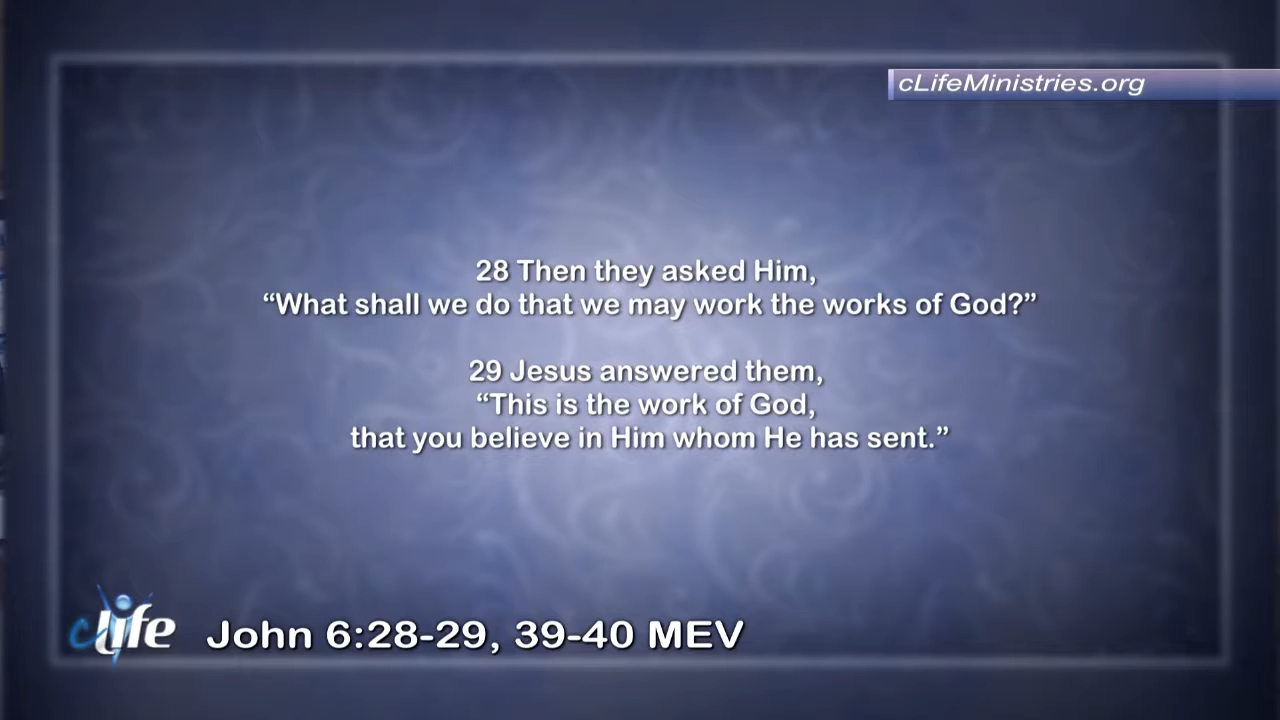 cLifeMinistries.org
28 Then they asked Him,
“What shall we do that we may work the works of God?”
29 Jesus answered them,
“This is the work of God,
that you believe in Him whom He has sent.”
cLife
John 6:28-29, 39-40 MEV